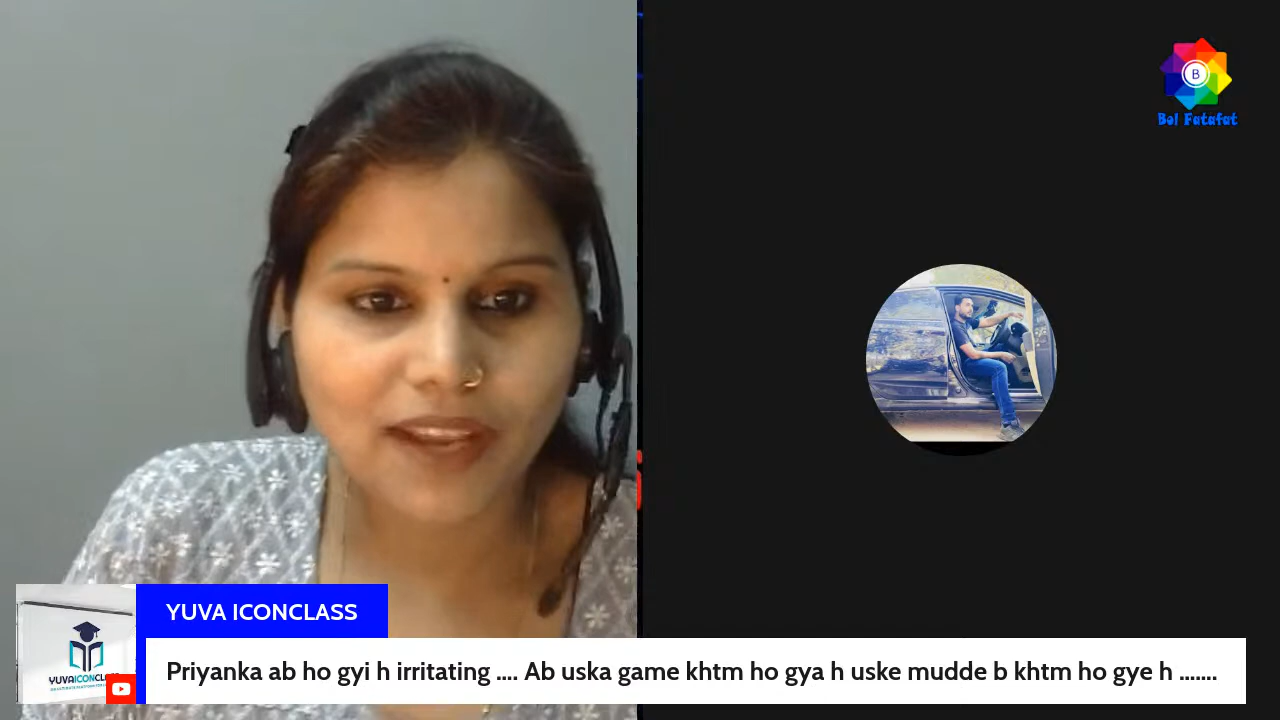 B
Bol Fatafat
YUVA ICONCLASS
YUVAICONCLASS
Priyanka ab ho gyi h irritating .... Ab uska game khtm ho gya h uske mudde b khtm ho gye h .......